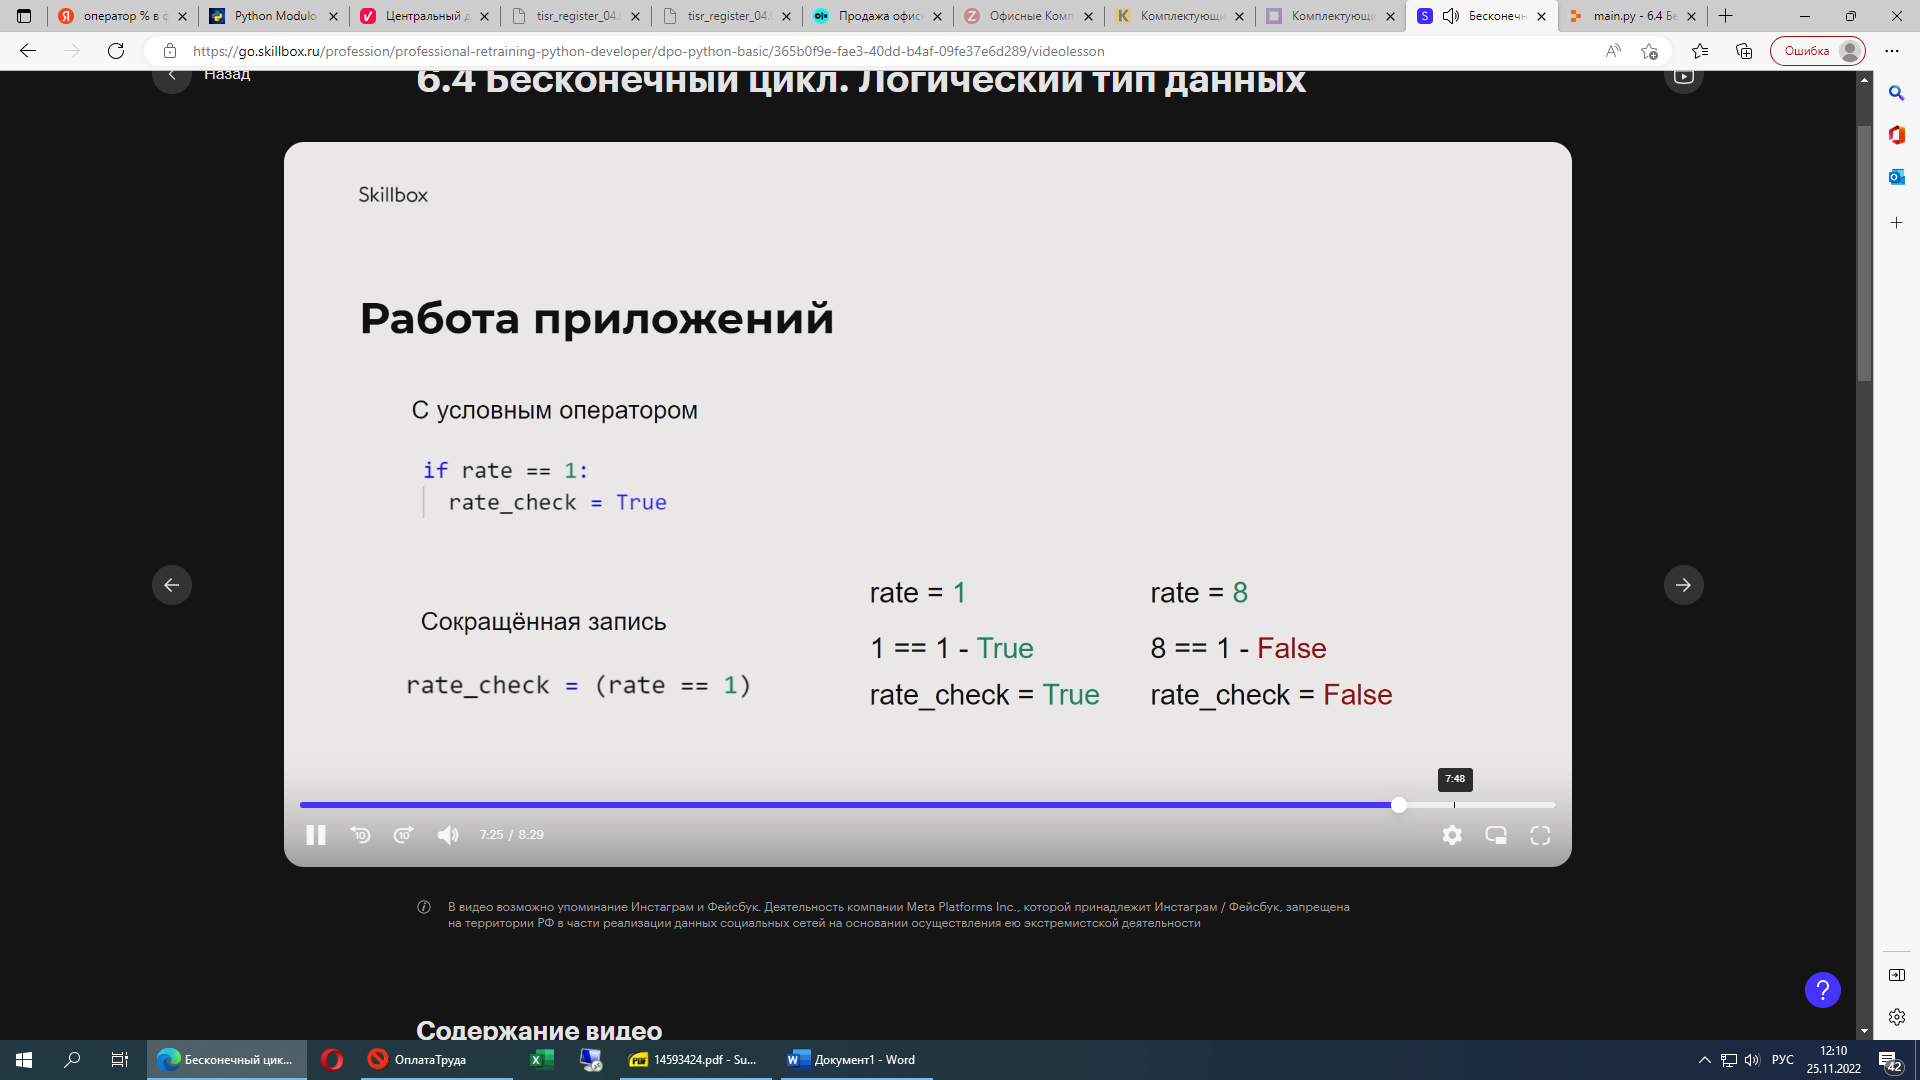 оператор % в ф
Python Modulo
Центральный д
tisr_register_04.
tisr_register_04.
Продажа офис
Офисные Комп
Комплектующи
Комплектующи
Бесконечн
main.py - 6.4 Бе
https://go.skillbox.ru/profession/professional-retraining-python-developer/dpo-python-basic/365b0f9e-fae3-40dd-b4af-09fe37e6d289/videolesson
Ошибка
Назад
6.4 Бесконечный цикл. Логический тип данных
Skillbox
Работа приложений
С условным оператором
if rate == 1:
rate_check = True
Сокращённая запись
rate_check = (rate == 1)
rate = 1
1 == 1 - True
rate_check = True
rate = 8
8 == 1 - False
rate_check = False
7:48
7:25 / 8:29
В видео возможно упоминание Инстаграм и Фейсбук. Деятельность компании Meta Platforms Inc., которой принадлежит Инстаграм / Фейсбук, запрещена
на территории РФ в части реализации данных социальных сетей на основании осуществления ею экстремистской деятельности
?
Содержание видео
Бесконечный цик...
ОплатаТруда
14593424.pdf - Su...
Документ1 - Word
РУС
12:10
25.11.2022
42